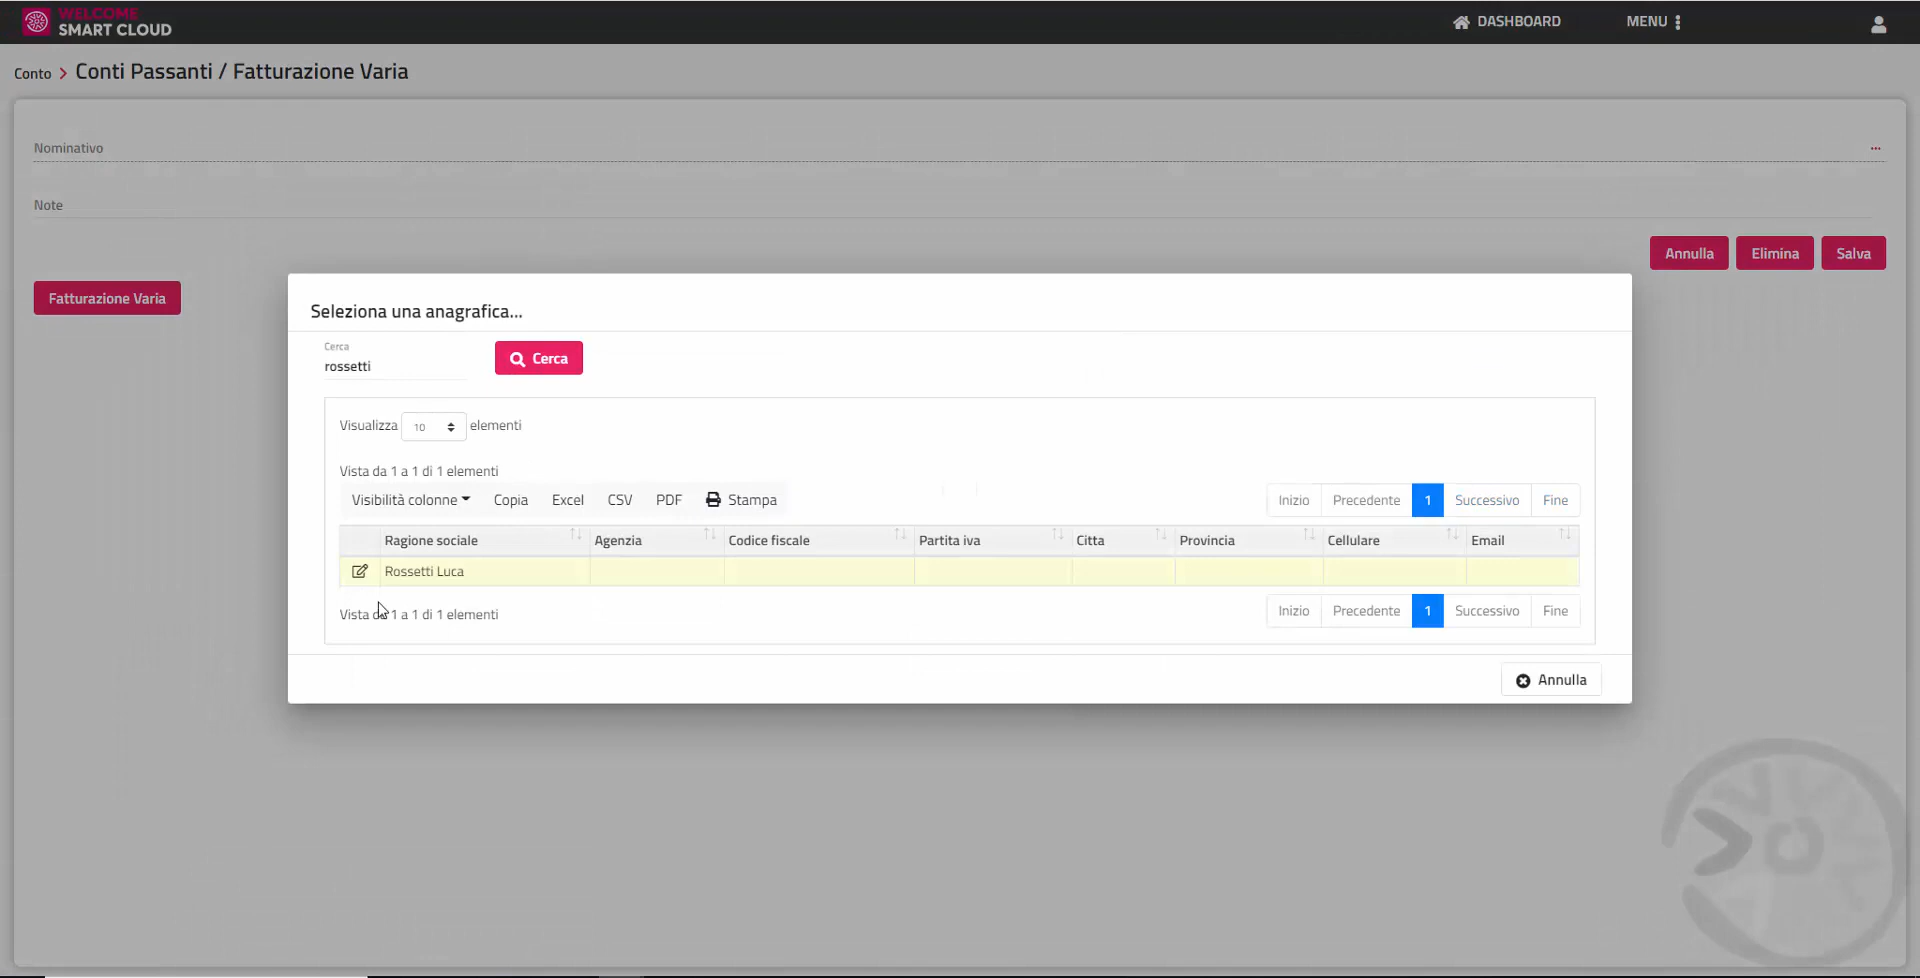 WELCOME
SMART CLOUD
DASHBOARD
MENU
Conto > Conti Passanti / Fatturazione Varia
Nominativo
...
Note
Annulla Elimina Salva
Fatturazione Varia
Seleziona una anagrafica...
Cerca
rossetti
Cerca
Visualizza 10 elementi
Vista da 1 a 1 di 1 elementi
Visibilità colonne Copia Excel CSV PDF Stampa
Inizio Precedente 1 Successivo Fine
Ragione sociale Agenzia Codice fiscale Partita iva Citta Provincia Cellulare Email
Rossetti Luca
Vista da 1 a 1 di 1 elementi
Inizio Precedente 1 Successivo Fine
Annulla